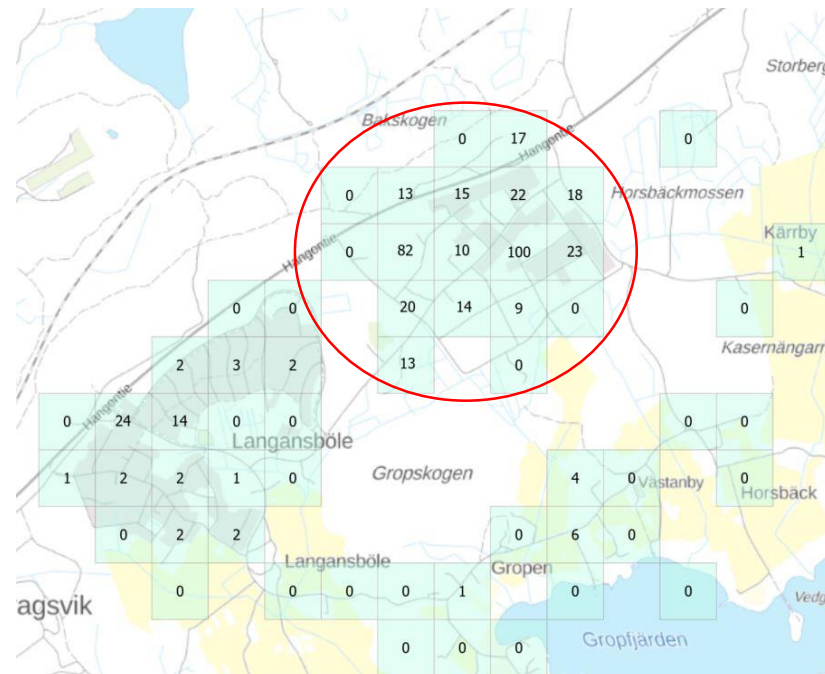 Storberg
Bakskogen
0 17 0
Hangontie
0 13 15 22 18 Horsbäckmossen
Kärrby
0 82 10 100 23 1
Hangontie
0 0 20 14 9 0 0
2 3 2 13 0 Kasernängarn
Hangontie
0 24 14 0 0 0 0
Langansböle
1 2 2 1 0 Gropskogen 4 0 Västanby 0 Horsbäck
0 2 2 0 6 0
Langansböle Gropen
0 0 0 0 1 0 0
agsvik Vedg
Gropfjärden
0 0 0